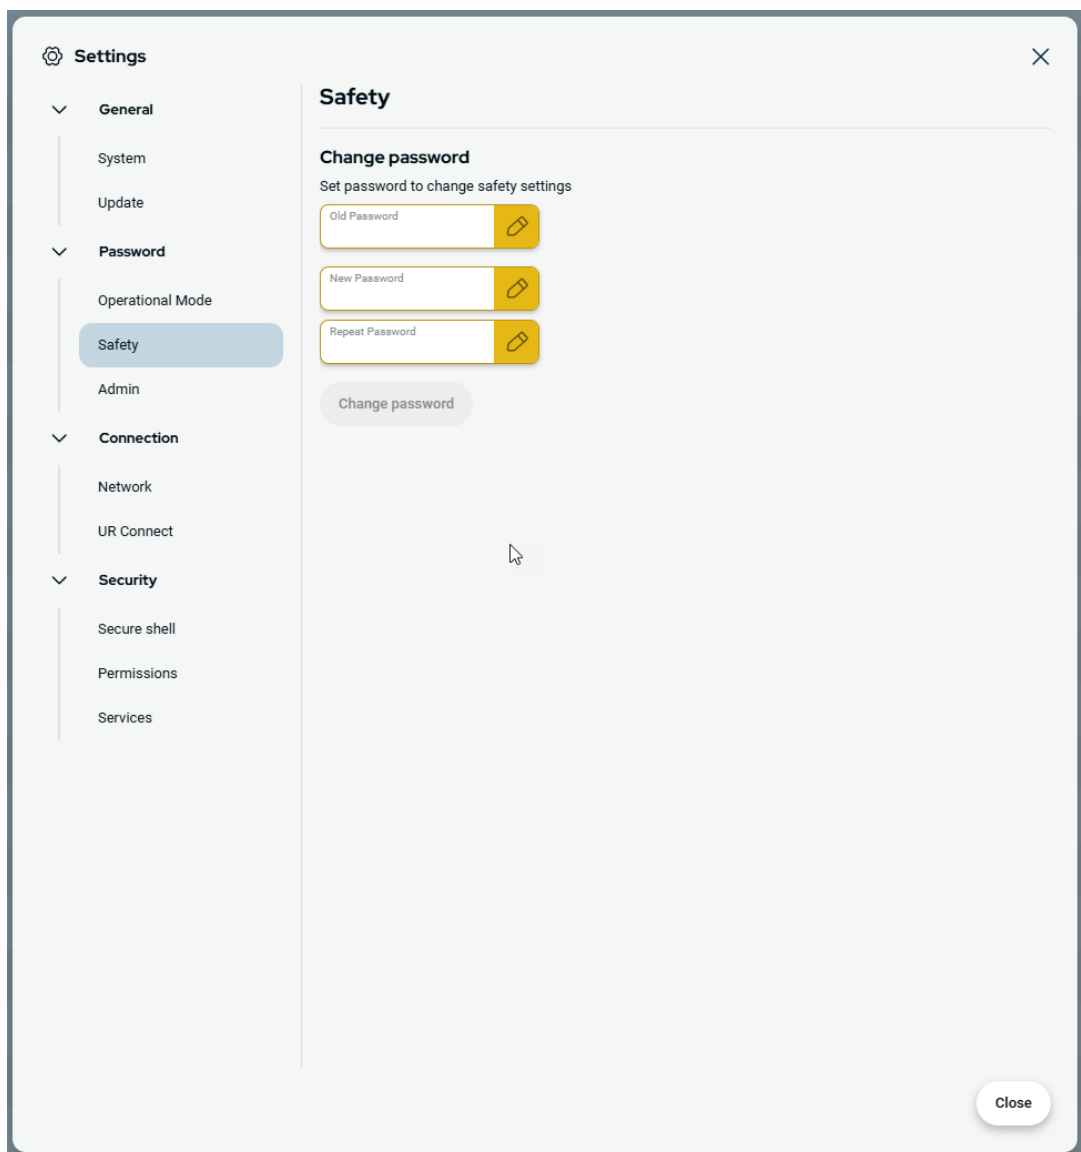 Settings
General
System
Update
Password
Operational Mode
Safety
Admin
Connection
Network
UR Connect
Security
Secure shell
Permissions
Services
Safety
Change password
Set password to change safety settings
Old Password
New Password
Repeat Password
Change password
Close